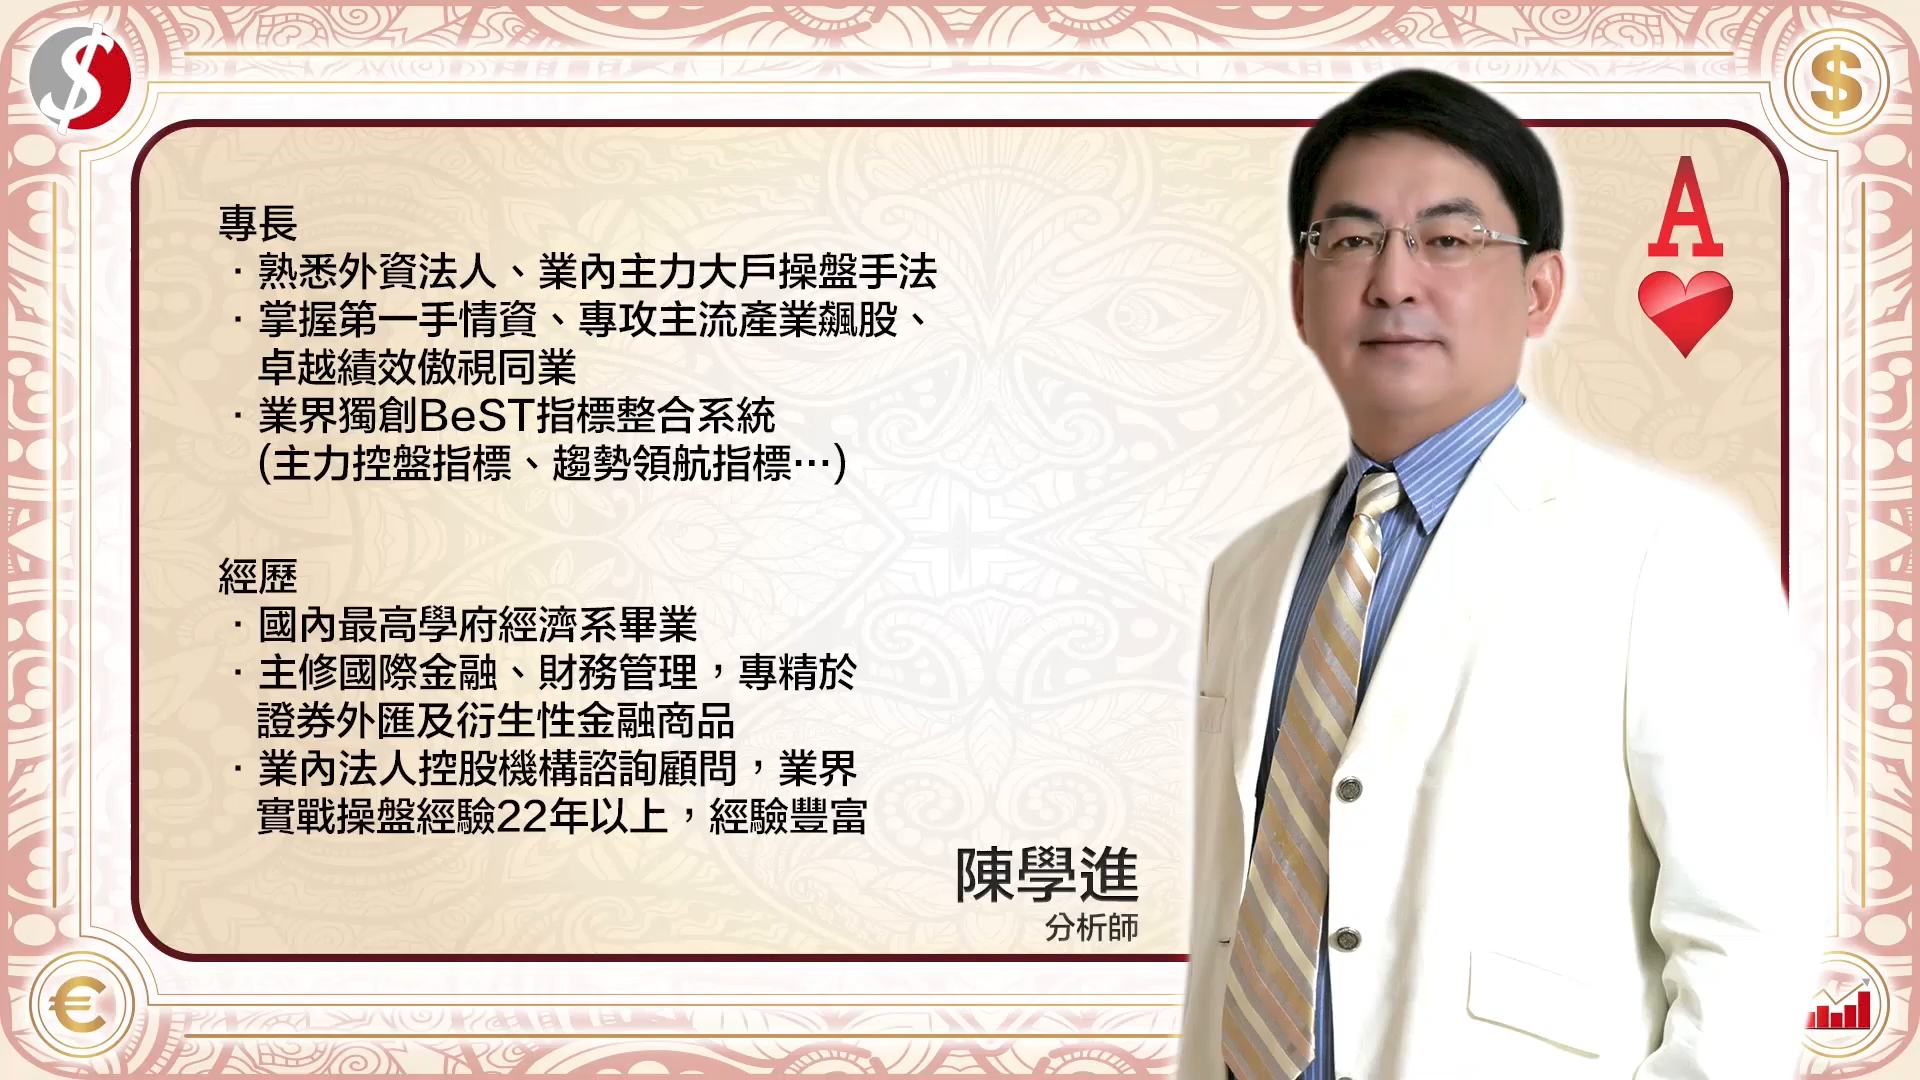 專長
·熟悉外資法人、業內主力大戶操盤手法
·掌握第一手情資、專攻主流產業飆股、
卓越績效傲視同業
·業界獨創BeST指標整合系統
(主力控盤指標、趨勢領航指標…)
經歷
·國內最高學府經濟系畢業
·主修國際金融、財務管理，專精於
證券外匯及衍生性金融商品
·業內法人控股機構諮詢顧問，業界
實戰操盤經驗22年以上，經驗豐富
陳學進
分析師
A
$
$
€